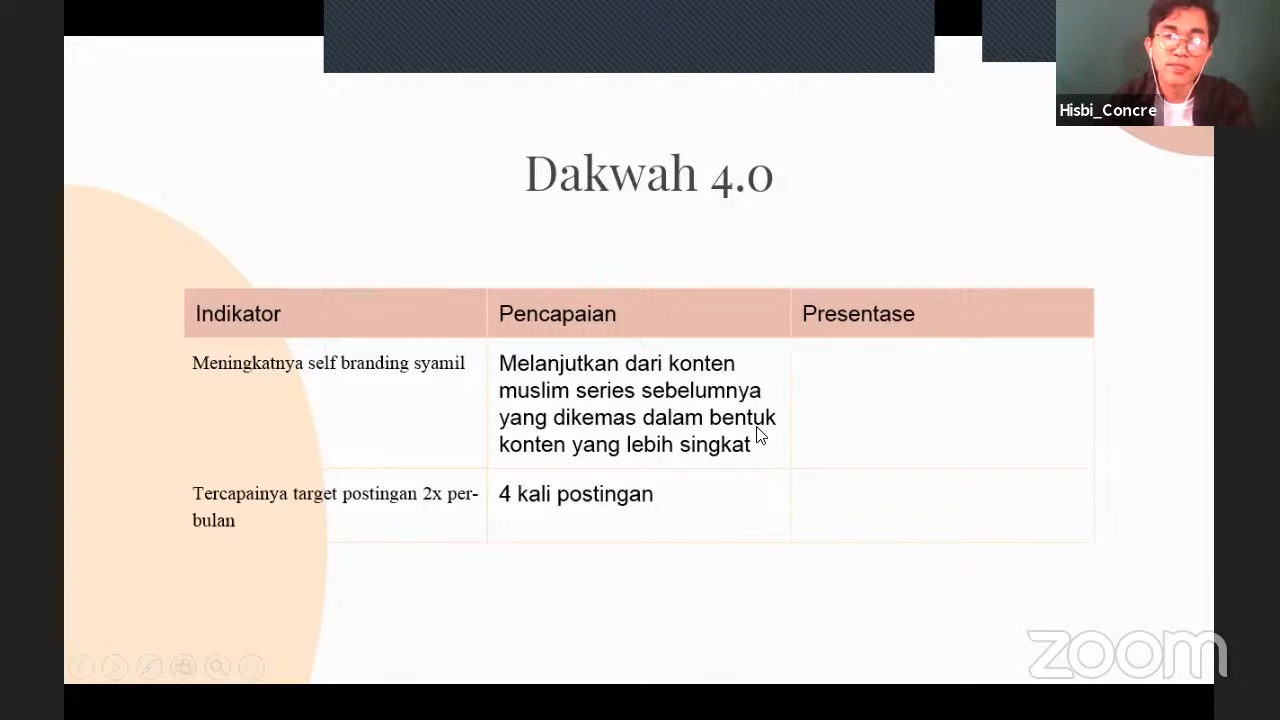 Hisbi_Concre
Dakwah 4.0
Indikator
Pencapaian
Presentase
Meningkatnya self branding syamil
Melanjutkan dari konten
muslim series sebelumnya
yang dikemas dalam bentuk
konten yang lebih singkat
Tercapainya target postingan 2x per-
bulan
4 kali postingan
zoom